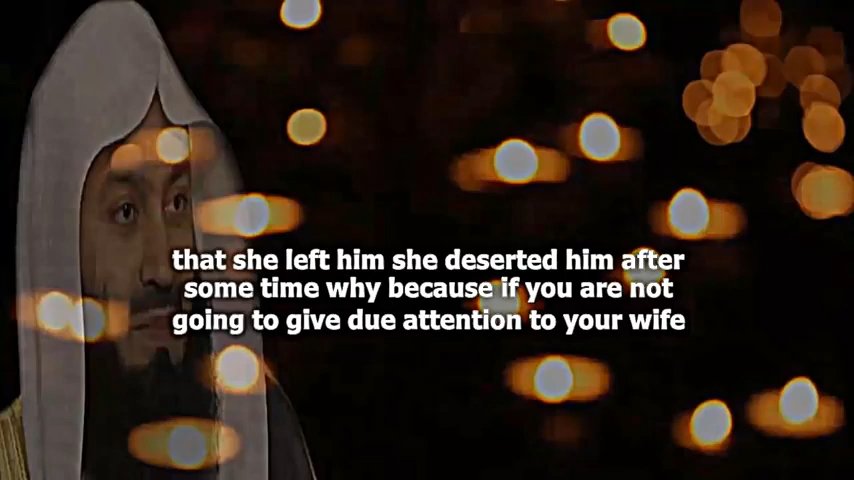 that she left him she deserted him after
some time why because if you are not
going to give due attention to your wife